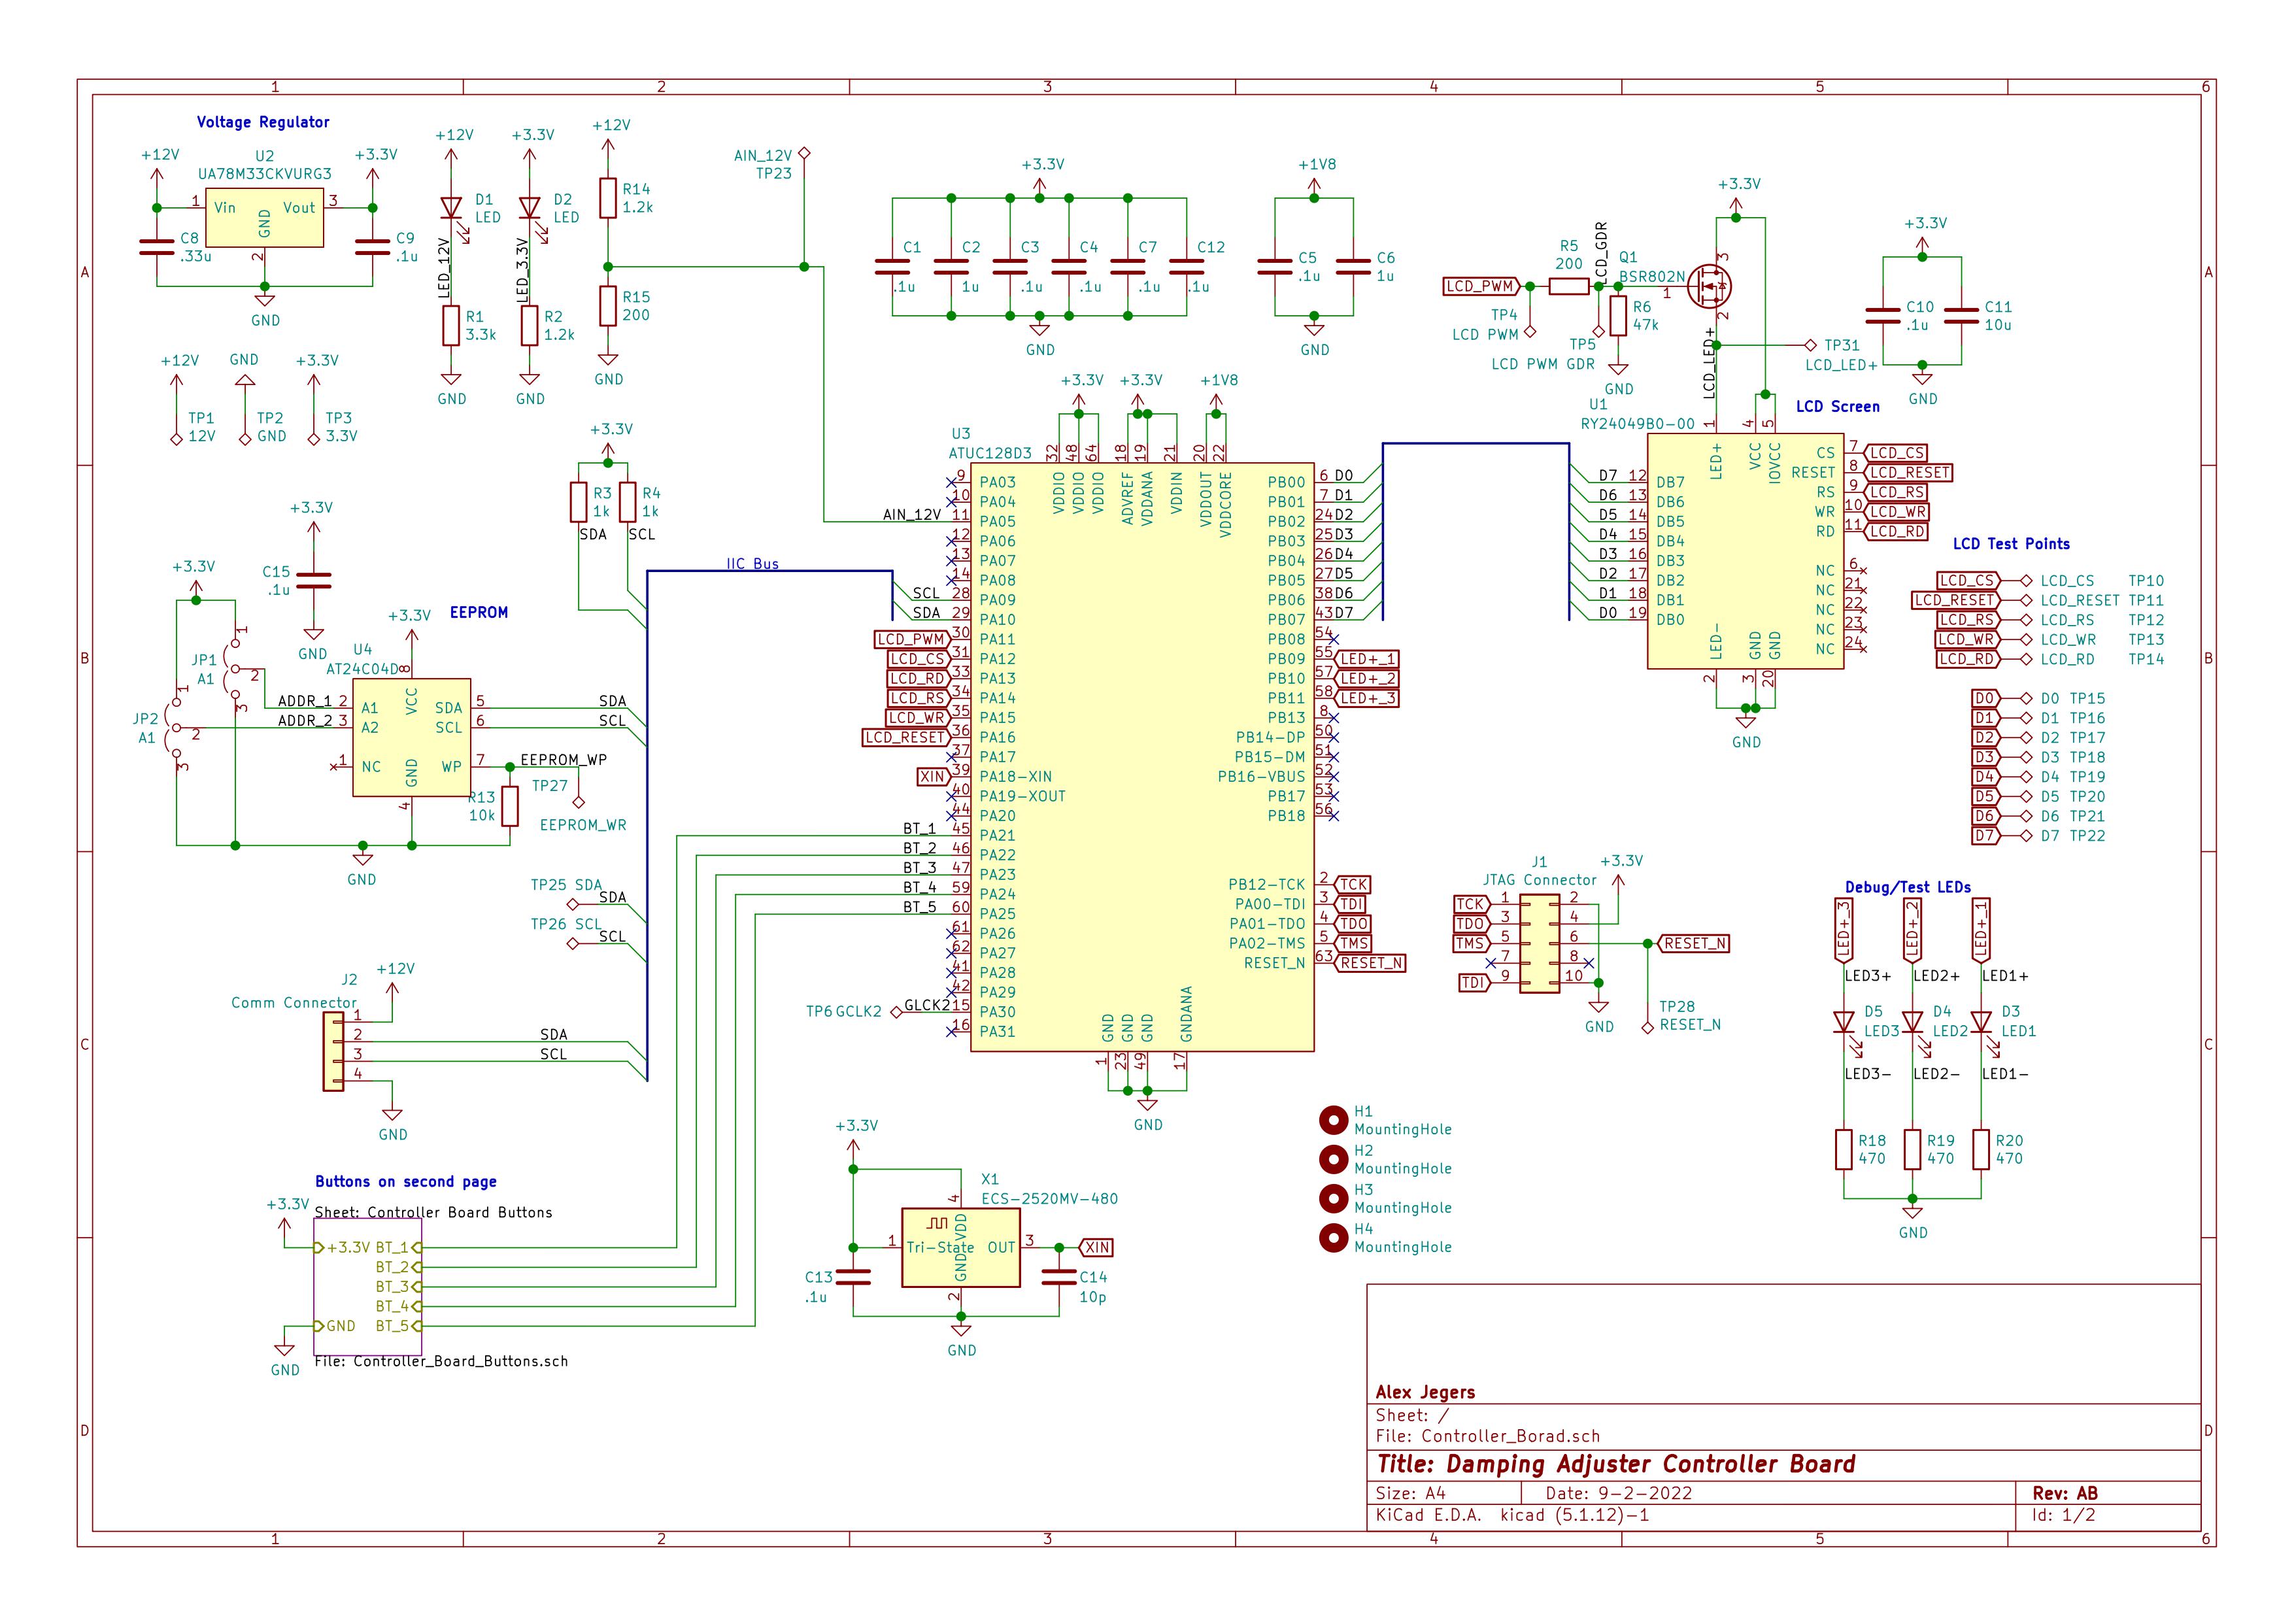 1 2 3 4 5 6
A
B
C
D
Voltage Regulator
+12V
U2
UA78M33CKVURG3
+3.3V
1 Vin Vout 3
GND
2
C8
.33u
C9
.1u
GND
+12V
D1
LED
LED_12V
R1
3.3k
GND
+3.3V
D2
LED
LED_3.3V
R2
1.2k
GND
+12V
R14
1.2k
R15
200
GND
AIN_12V
TP23
+12V
TP1
12V
GND
TP2
GND
+3.3V
TP3
3.3V
+3.3V
C1
.1u
C2
1u
C3
.1u
C4
.1u
C7
.1u
C12
.1u
GND
+1V8
C5
.1u
C6
1u
GND
LCD_PWM
TP4
LCD PWM
R5
200
LCD_GDR
TP5
LCD PWM GDR
R6
47k
GND
Q1
BSR802N
1
3
2
+3.3V
LCD_LED+
TP31
LCD_LED+
+3.3V
C10
.1u
C11
10u
GND
LCD Screen
U1
RY24049B0-00
1 LED+
4 VCC
5 IOVCC
D7 12 DB7
D6 13 DB6
D5 14 DB5
D4 15 DB4
D3 16 DB3
D2 17 DB2
D1 18 DB1
D0 19 DB0
CS 7 LCD_CS
RESET 8 LCD_RESET
RS 9 LCD_RS
WR 10 LCD_WR
RD 11 LCD_RD
NC 6
NC 21
NC 22
NC 23
NC 24
LED- 2
GND 3
GND 20
GND
LCD Test Points
LCD_CS LCD_CS TP10
LCD_RESET LCD_RESET TP11
LCD_RS LCD_RS TP12
LCD_WR LCD_WR TP13
LCD_RD LCD_RD TP14
D0 D0 TP15
D1 D1 TP16
D2 D2 TP17
D3 D3 TP18
D4 D4 TP19
D5 D5 TP20
D6 D6 TP21
D7 D7 TP22
+3.3V
R3
1k
R4
1k
SDA
SCL
IIC Bus
+3.3V
C15
.1u
GND
EEPROM
+3.3V
JP1
A1
1
2
3
JP2
A1
1
2
3
+3.3V
U4
AT24C04D
8 VCC
ADDR_1 2 A1
ADDR_2 3 A2
1 NC
SDA 5 SDA
SCL 6 SCL
WP 7 EEPROM_WP
GND 4
R13
10k
TP27
EEPROM_WR
GND
TP25 SDA
SDA
TP26 SCL
SCL
J2
Comm Connector
+12V
1
2 SDA
3 SCL
4
GND
U3
ATUC128D3
+3.3V
+3.3V
+1V8
32 VDDIO
48 VDDIO
64 VDDIO
18 ADVREF
19 VDDANA
21 VDDIN
20 VDDOUT
22 VDDCORE
9 PA03
10 PA04
AIN_12V 11 PA05
12 PA06
13 PA07
14 PA08
SCL 28 PA09
SDA 29 PA10
LCD_PWM 30 PA11
LCD_CS 31 PA12
LCD_RD 33 PA13
LCD_RS 34 PA14
LCD_WR 35 PA15
LCD_RESET 36 PA16
37 PA17
XIN 39 PA18-XIN
40 PA19-XOUT
44 PA20
BT_1 45 PA21
BT_2 46 PA22
BT_3 47 PA23
BT_4 59 PA24
BT_5 60 PA25
61 PA26
62 PA27
41 PA28
42 PA29
TP6 GCLK2 GLCK2 15 PA30
16 PA31
PB00 6 D0
PB01 7 D1
PB02 24 D2
PB03 25 D3
PB04 26 D4
PB05 27 D5
PB06 38 D6
PB07 43 D7
PB08 54
PB09 55 LED+_1
PB10 57 LED+_2
PB11 58 LED+_3
PB13 8
PB14-DP 50
PB15-DM 51
PB16-VBUS 52
PB17 53
PB18 56
PB12-TCK 2 TCK
PA00-TDI 3 TDI
PA01-TDO 4 TDO
PA02-TMS 5 TMS
RESET_N 63 RESET_N
GND 1
GND 23
GND 49
GNDANA 17
GND
J1
JTAG Connector
+3.3V
TCK 1 2
TDO 3 4
TMS 5 6 RESET_N
7 8
TDI 9 10
GND
TP28
RESET_N
Debug/Test LEDs
LED+_3 LED+_2 LED+_1
LED3+ LED2+ LED1+
D5
LED3
D4
LED2
D3
LED1
LED3- LED2- LED1-
R18
470
R19
470
R20
470
GND
H1
MountingHole
H2
MountingHole
H3
MountingHole
H4
MountingHole
Buttons on second page
+3.3V
Sheet: Controller Board Buttons
+3.3V BT_1
BT_2
BT_3
BT_4
GND BT_5
GND
File: Controller_Board_Buttons.sch
+3.3V
X1
ECS-2520MV-480
4 VDD
1 Tri-State OUT 3 XIN
GND
2
C13
.1u
C14
10p
GND
Alex Jegers
Sheet: /
File: Controller_Borad.sch
Title: Damping Adjuster Controller Board
Size: A4 Date: 9-2-2022 Rev: AB
KiCad E.D.A. kicad (5.1.12)-1 Id: 1/2
A
B
C
D
1 2 3 4 5 6